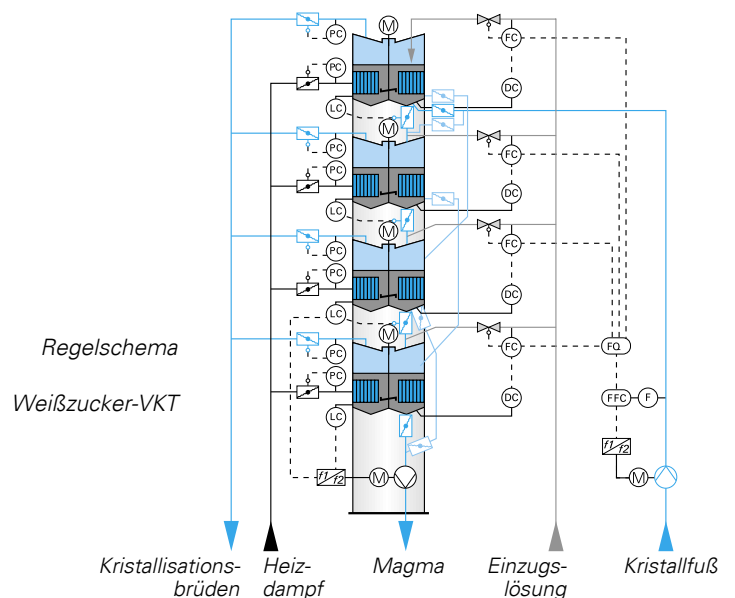 M
PC
FC
PC
DC
LC
M
PC
FC
PC
DC
LC
M
PC
FC
PC
DC
LC
M
PC
FC
FQ
Regelschema
PC
Weißzucker-VKT
DC
FFC
F
LC
f1/f2
M
f1/f2
M
Kristallisations-
brüden
Heiz-
dampf
Magma
Einzugs-
lösung
Kristallfuß